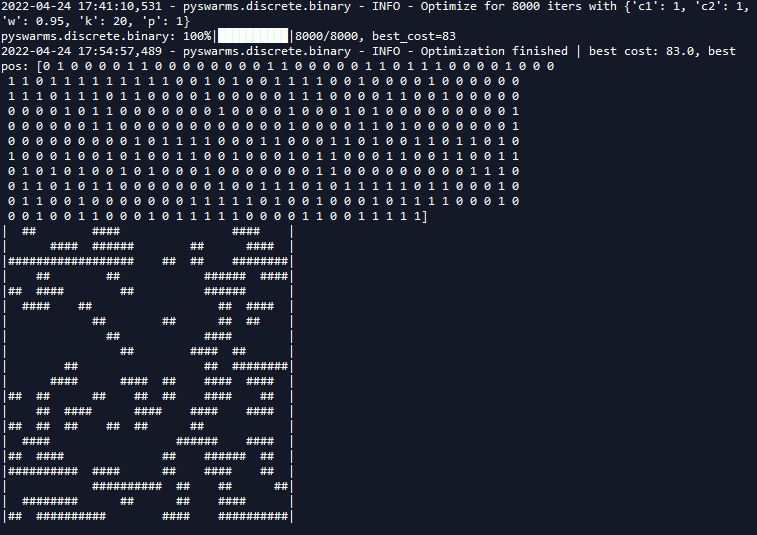 2022-04-24 17:41:10,531 - pyswarms.discrete.binary - INFO - Optimize for 8000 iters with {'c1': 1, 'c2': 1,
'w': 0.95, 'k': 20, 'p': 1}
pyswarms.discrete.binary: 100%|██████████|8000/8000, best_cost=83
2022-04-24 17:54:57,489 - pyswarms.discrete.binary - INFO - Optimization finished | best cost: 83.0, best
pos: [0 1 0 0 0 0 1 1 0 0 0 0 0 0 0 0 1 1 0 0 0 0 0 1 1 0 1 1 1 0 0 0 0 1 0 0 0
 1 1 0 1 1 1 1 1 1 1 1 1 0 0 1 0 1 0 0 1 1 1 1 0 0 1 0 0 0 0 1 0 0 0 0 0 0
 1 1 1 0 1 1 1 0 1 1 0 0 0 0 1 0 0 0 0 0 1 1 1 0 0 0 0 1 1 0 0 1 0 0 0 0 0
 0 0 0 0 1 0 1 1 0 0 0 0 0 0 0 1 0 0 0 0 1 0 0 0 1 0 1 0 0 0 0 0 0 0 0 0 1
 0 0 0 0 0 0 1 1 0 0 0 0 0 0 0 0 0 0 0 0 1 0 0 0 0 1 1 0 1 0 0 0 0 0 0 0 1
 0 0 0 0 0 0 0 0 0 1 0 1 1 1 1 0 0 0 1 1 0 0 0 1 1 0 1 0 0 1 1 0 1 1 0 1 0
 1 0 0 0 1 0 0 1 0 1 0 0 1 1 0 0 1 0 0 0 1 0 1 1 0 0 0 1 1 0 0 1 1 0 0 1 1
 0 1 0 1 0 1 0 0 1 0 1 0 0 0 1 0 0 0 0 0 0 0 1 1 0 0 0 0 0 0 0 0 0 1 1 1 0
 0 1 1 0 1 0 1 1 0 0 0 0 0 0 0 1 0 0 1 1 1 0 1 0 1 1 1 1 1 0 1 1 0 0 0 1 0
 0 1 1 0 0 1 0 0 0 0 0 0 0 1 1 1 1 1 0 1 0 0 1 0 0 0 1 0 1 1 1 1 0 0 0 1 0
 0 0 1 0 0 1 1 0 0 0 1 0 1 1 1 1 1 0 0 0 0 1 1 0 0 1 1 1 1 1]
|  ##        ####                ####    |
|      ####  ######        ##      ####  |
|##################    ##  ##    ########|
|    ##        ##            ######  ####|
|##  ####        ##          ######      |
|  ####    ##                  ##  ####  |
|            ##        ##      ##  ##    |
|              ##            ####        |
|                ##        ####  ##      |
|        ##                  ##  ########|
|      ####      ####  ##    ####  ####  |
|##  ##      ##    ##  ##    ####    ##  |
|    ##  ####      ####    ####    ####  |
|##  ##  ##    ##  ##      ##            |
|  ####                  ######    ####  |
|##  ####              ##    ######  ##  |
|##########  ####      ##    ####    ##  |
|            ##########  ##    ##      ##|
|  ########      ##      ##    ####      |
|##  ##########        ####    ##########|